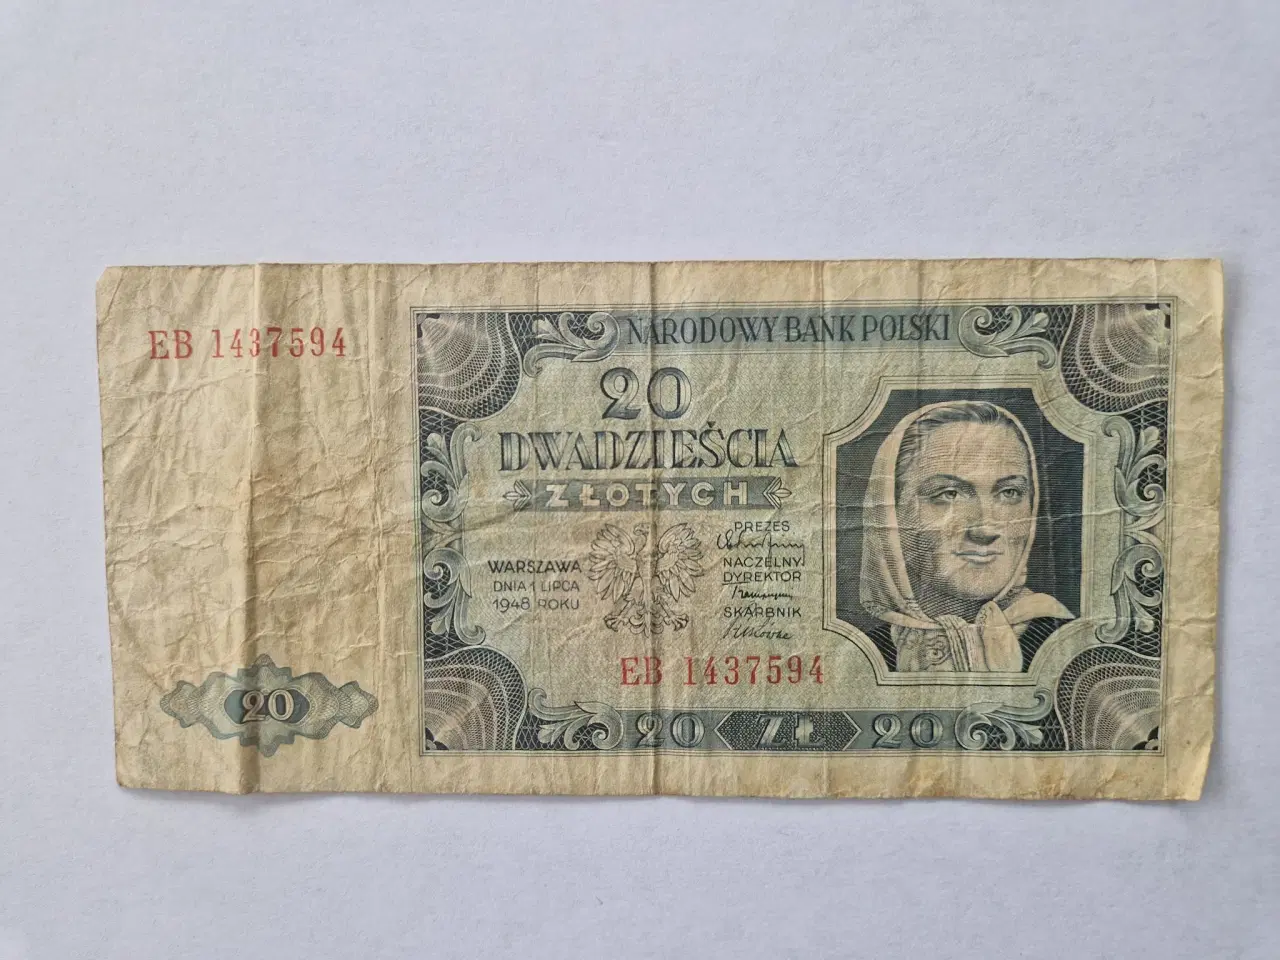 EB 1437594
NARODOWY BANK POLSKI
20
DWADZIEŚCIA
ZŁOTYCH
WARSZAWA
DNIA 1 LIPCA
1948 ROKU
PREZES
NACZELNY
DYREKTOR
SKARBNIK
EB 1437594
20
20 ZŁ 20